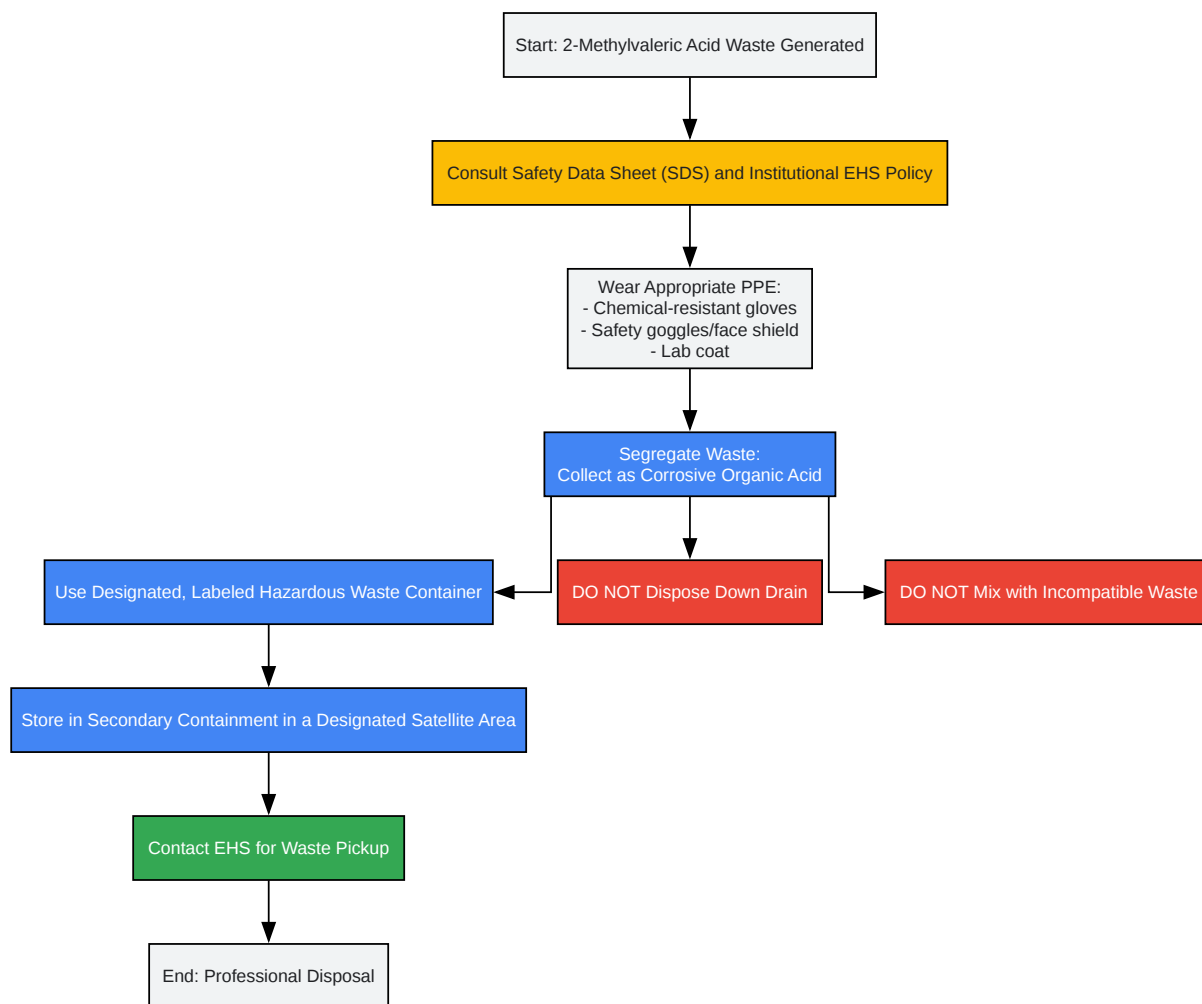 Start: 2-Methylvaleric Acid Waste Generated
Consult Safety Data Sheet (SDS) and Institutional EHS Policy
Wear Appropriate PPE:
- Chemical-resistant gloves
- Safety goggles/face shield
- Lab coat
Segregate Waste:
Collect as Corrosive Organic Acid
Use Designated, Labeled Hazardous Waste Container
DO NOT Dispose Down Drain
DO NOT Mix with Incompatible Waste
Store in Secondary Containment in a Designated Satellite Area
Contact EHS for Waste Pickup
End: Professional Disposal